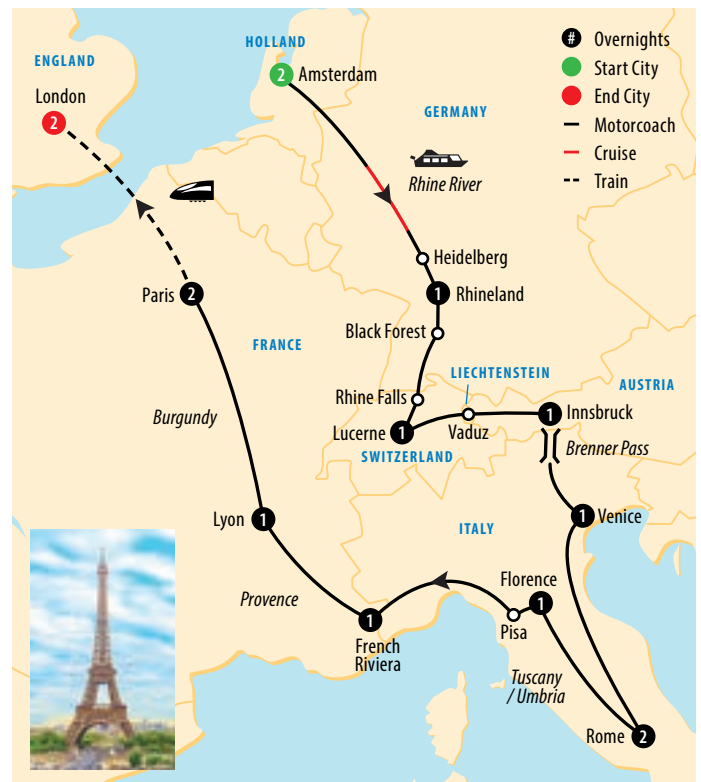 HOLLAND
ENGLAND
London
2
2
Amsterdam
GERMANY
# Overnights
Start City
End City
Motorcoach
Cruise
Train
Rhine River
Heidelberg
1
Rhineland
Paris
2
FRANCE
Black Forest
LIECHTENSTEIN
AUSTRIA
Rhine Falls
Lucerne
1
Vaduz
1
Innsbruck
SWITZERLAND
Brenner Pass
Burgundy
Lyon
1
ITALY
1
Venice
Provence
Florence
1
Pisa
1
French
Riviera
Tuscany
/ Umbria
Rome
2